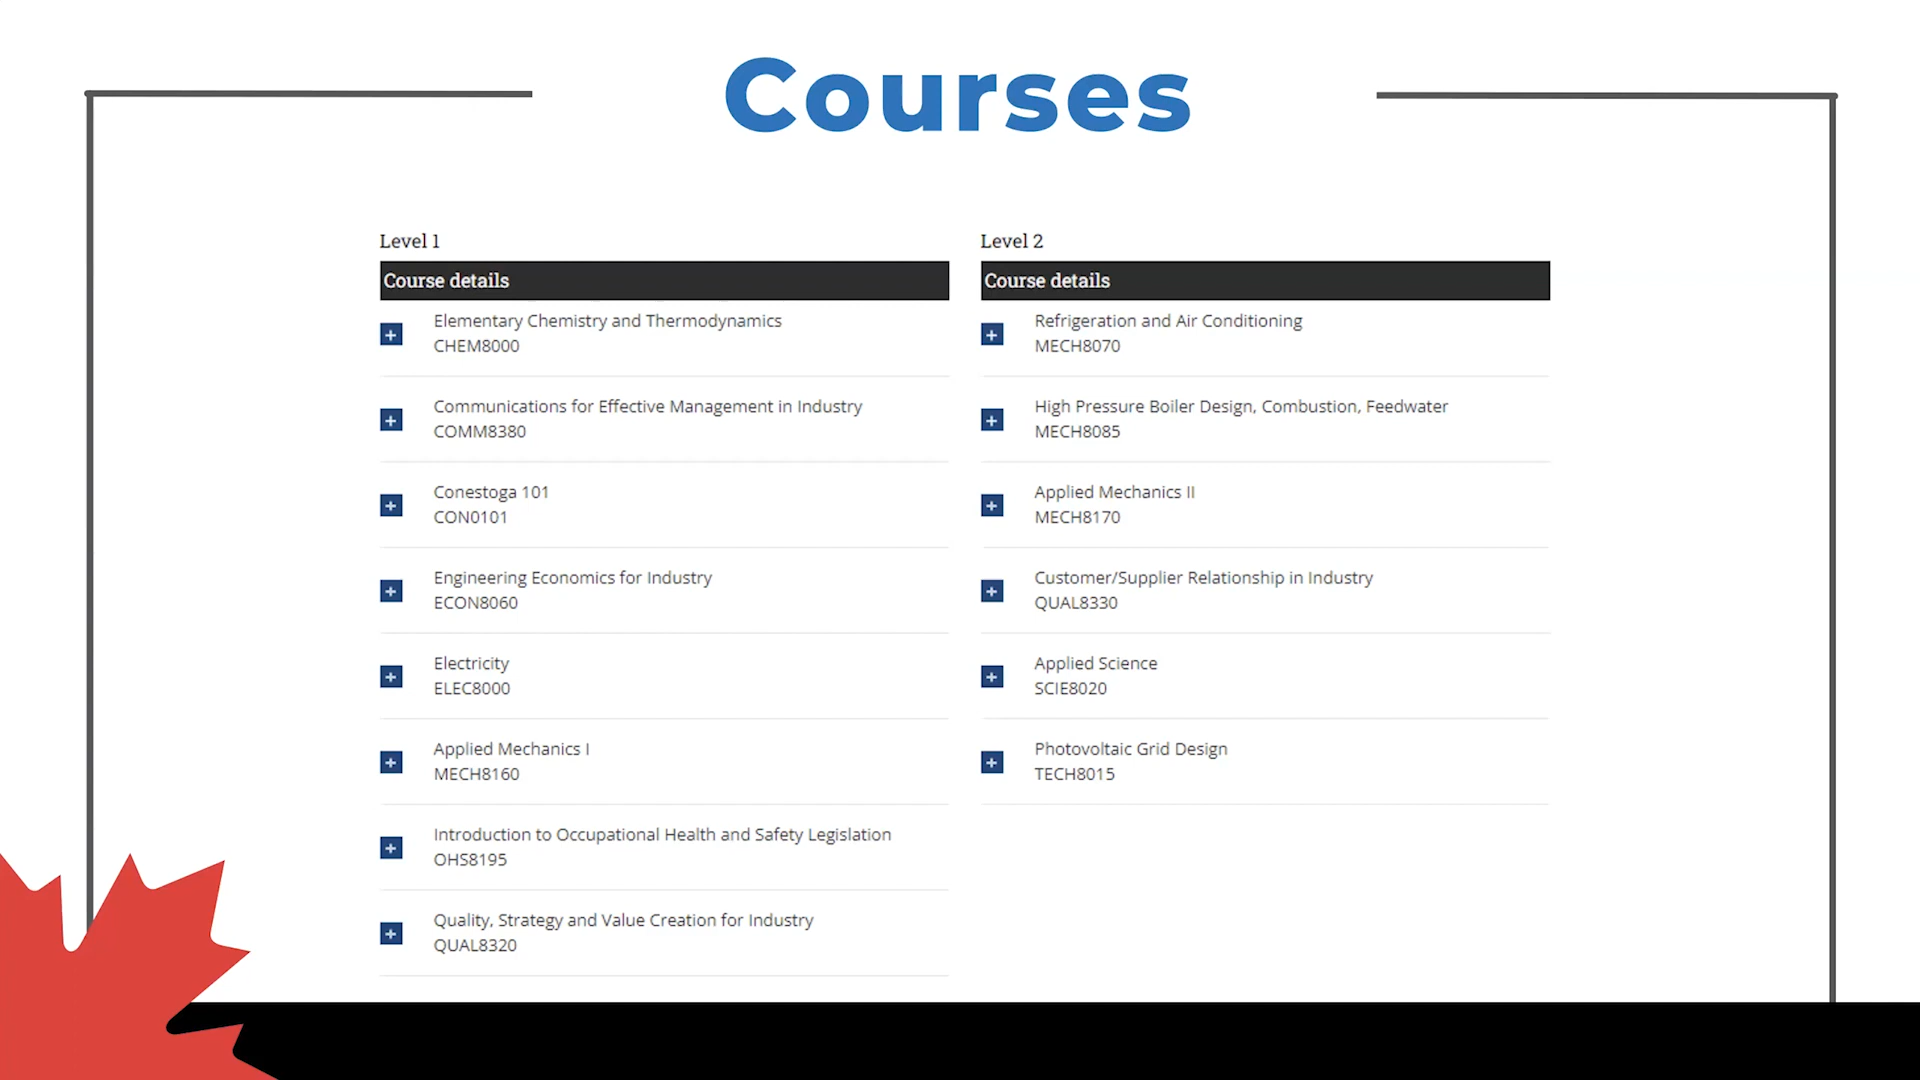 Courses
Level 1
Course details
Elementary Chemistry and Thermodynamics
CHEM8000
Communications for Effective Management in Industry
COMM8380
Conestoga 101
CON0101
Engineering Economics for Industry
ECON8060
Electricity
ELEC8000
Applied Mechanics I
MECH8160
Introduction to Occupational Health and Safety Legislation
OHS8195
Quality, Strategy and Value Creation for Industry
QUAL8320
Level 2
Course details
Refrigeration and Air Conditioning
MECH8070
High Pressure Boiler Design, Combustion, Feedwater
MECH8085
Applied Mechanics II
MECH8170
Customer/Supplier Relationship in Industry
QUAL8330
Applied Science
SCIE8020
Photovoltaic Grid Design
TECH8015